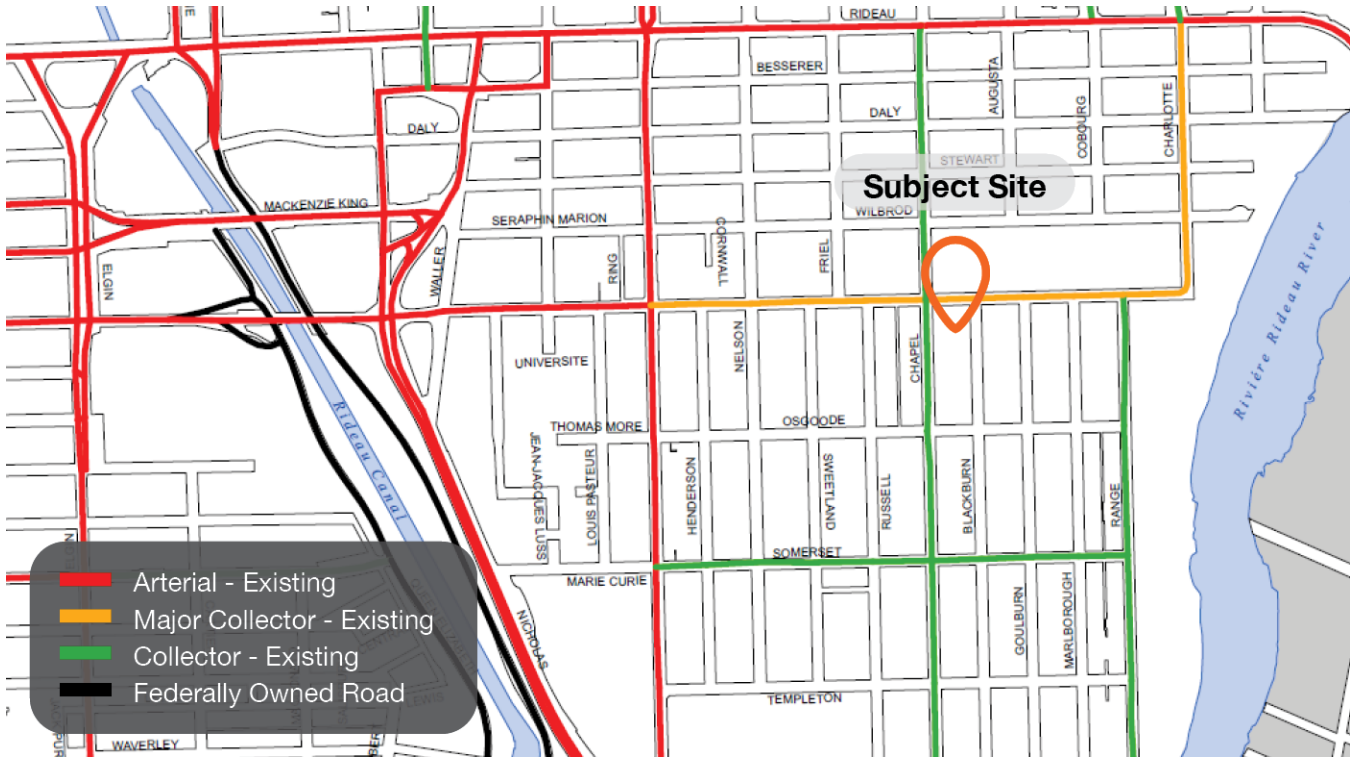 RIDEAU
BESSERER
AUGUSTA
DALY
COBOURG
CHARLOTTE
DALY
STEWART
Subject Site
WILBROD
MACKENZIE KING
SERAPHIN MARION
CORNWALL
FRIEL
RING
WALLER
ELGIN
Riviére Rideau River
NELSON
CHAPEL
UNIVERSITE
Rideau Canal
OSGOODE
THOMAS MORE
JEAN-JACQUES LUSS
LOUIS PASTEUR
HENDERSON
SWEETLAND
RUSSELL
BLACKBURN
RANGE
SOMERSET
MARIE CURIE
GOULBURN
MARLBOROUGH
NICHOLAS
TEMPLETON
Arterial - Existing
Major Collector - Existing
Collector - Existing
Federally Owned Road
LEWIS
WAVERLEY